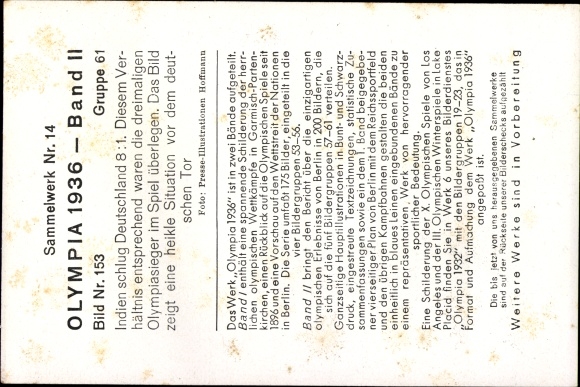 Sammelwerk Nr. 14
OLYMPIA 1936 – Band II
Bild Nr. 153 Gruppe 61
Indien schlug Deutschland 8:1. Diesem Ver-
hältnis entsprechend waren die dreimaligen
Olympiasieger im Spiel überlegen. Das Bild
zeigt eine heikle Situation vor dem deut-
schen Tor
Foto: Presse-Illustrationen Hoffmann
Das Werk „Olympia 1936“ ist in zwei Bände aufgeteilt.
Band I enthält eine spannende Schilderung der herr-
lichen Olympischen Wettkämpfe in Garmisch-Parten-
kirchen, einen Rückblick auf die Olympischen Spiele seit
1896 und eine Vorschau auf den Wettstreit der Nationen
in Berlin. Die Serie umfaßt 175 Bilder, eingeteilt in die
vier Bildergruppen 53–56.
Band II bringt den Bericht über die einzigartigen
olympischen Erlebnisse von Berlin in 200 Bildern, die
sich auf die fünf Bildergruppen 57–61 verteilen.
Ganzseitige Hauptillustrationen in Bunt- und Schwarz-
druck, eingestreute Textzeichnungen, statistische Zu-
sammenfassungen sowie ein dem I. Band beigegebe-
ner vierseitiger Plan von Berlin mit dem Reichssportfeld
und den übrigen Kampfbahnen gestalten die beiden
einheitlich in blaues Leinen eingebundenen Bände zu
einem repräsentativen Werk von hervorragender
sportlicher Bedeutung.
Eine Schilderung der X. Olympischen Spiele von Los
Angeles und der III. Olympischen Winterspiele in Lake
Placid finden Sie in Werk 6 unseres Bilderdienstes
„Olympia 1932“ mit den Bildergruppen 19–23, das in
Format und Aufmachung dem Werk „Olympia 1936“
angepaßt ist.
Die bis jetzt von uns herausgegebenen Sammelwerke
sind auf der Rückseite unserer Bilderschecks aufgezählt
Weitere Werke sind in Vorbereitung